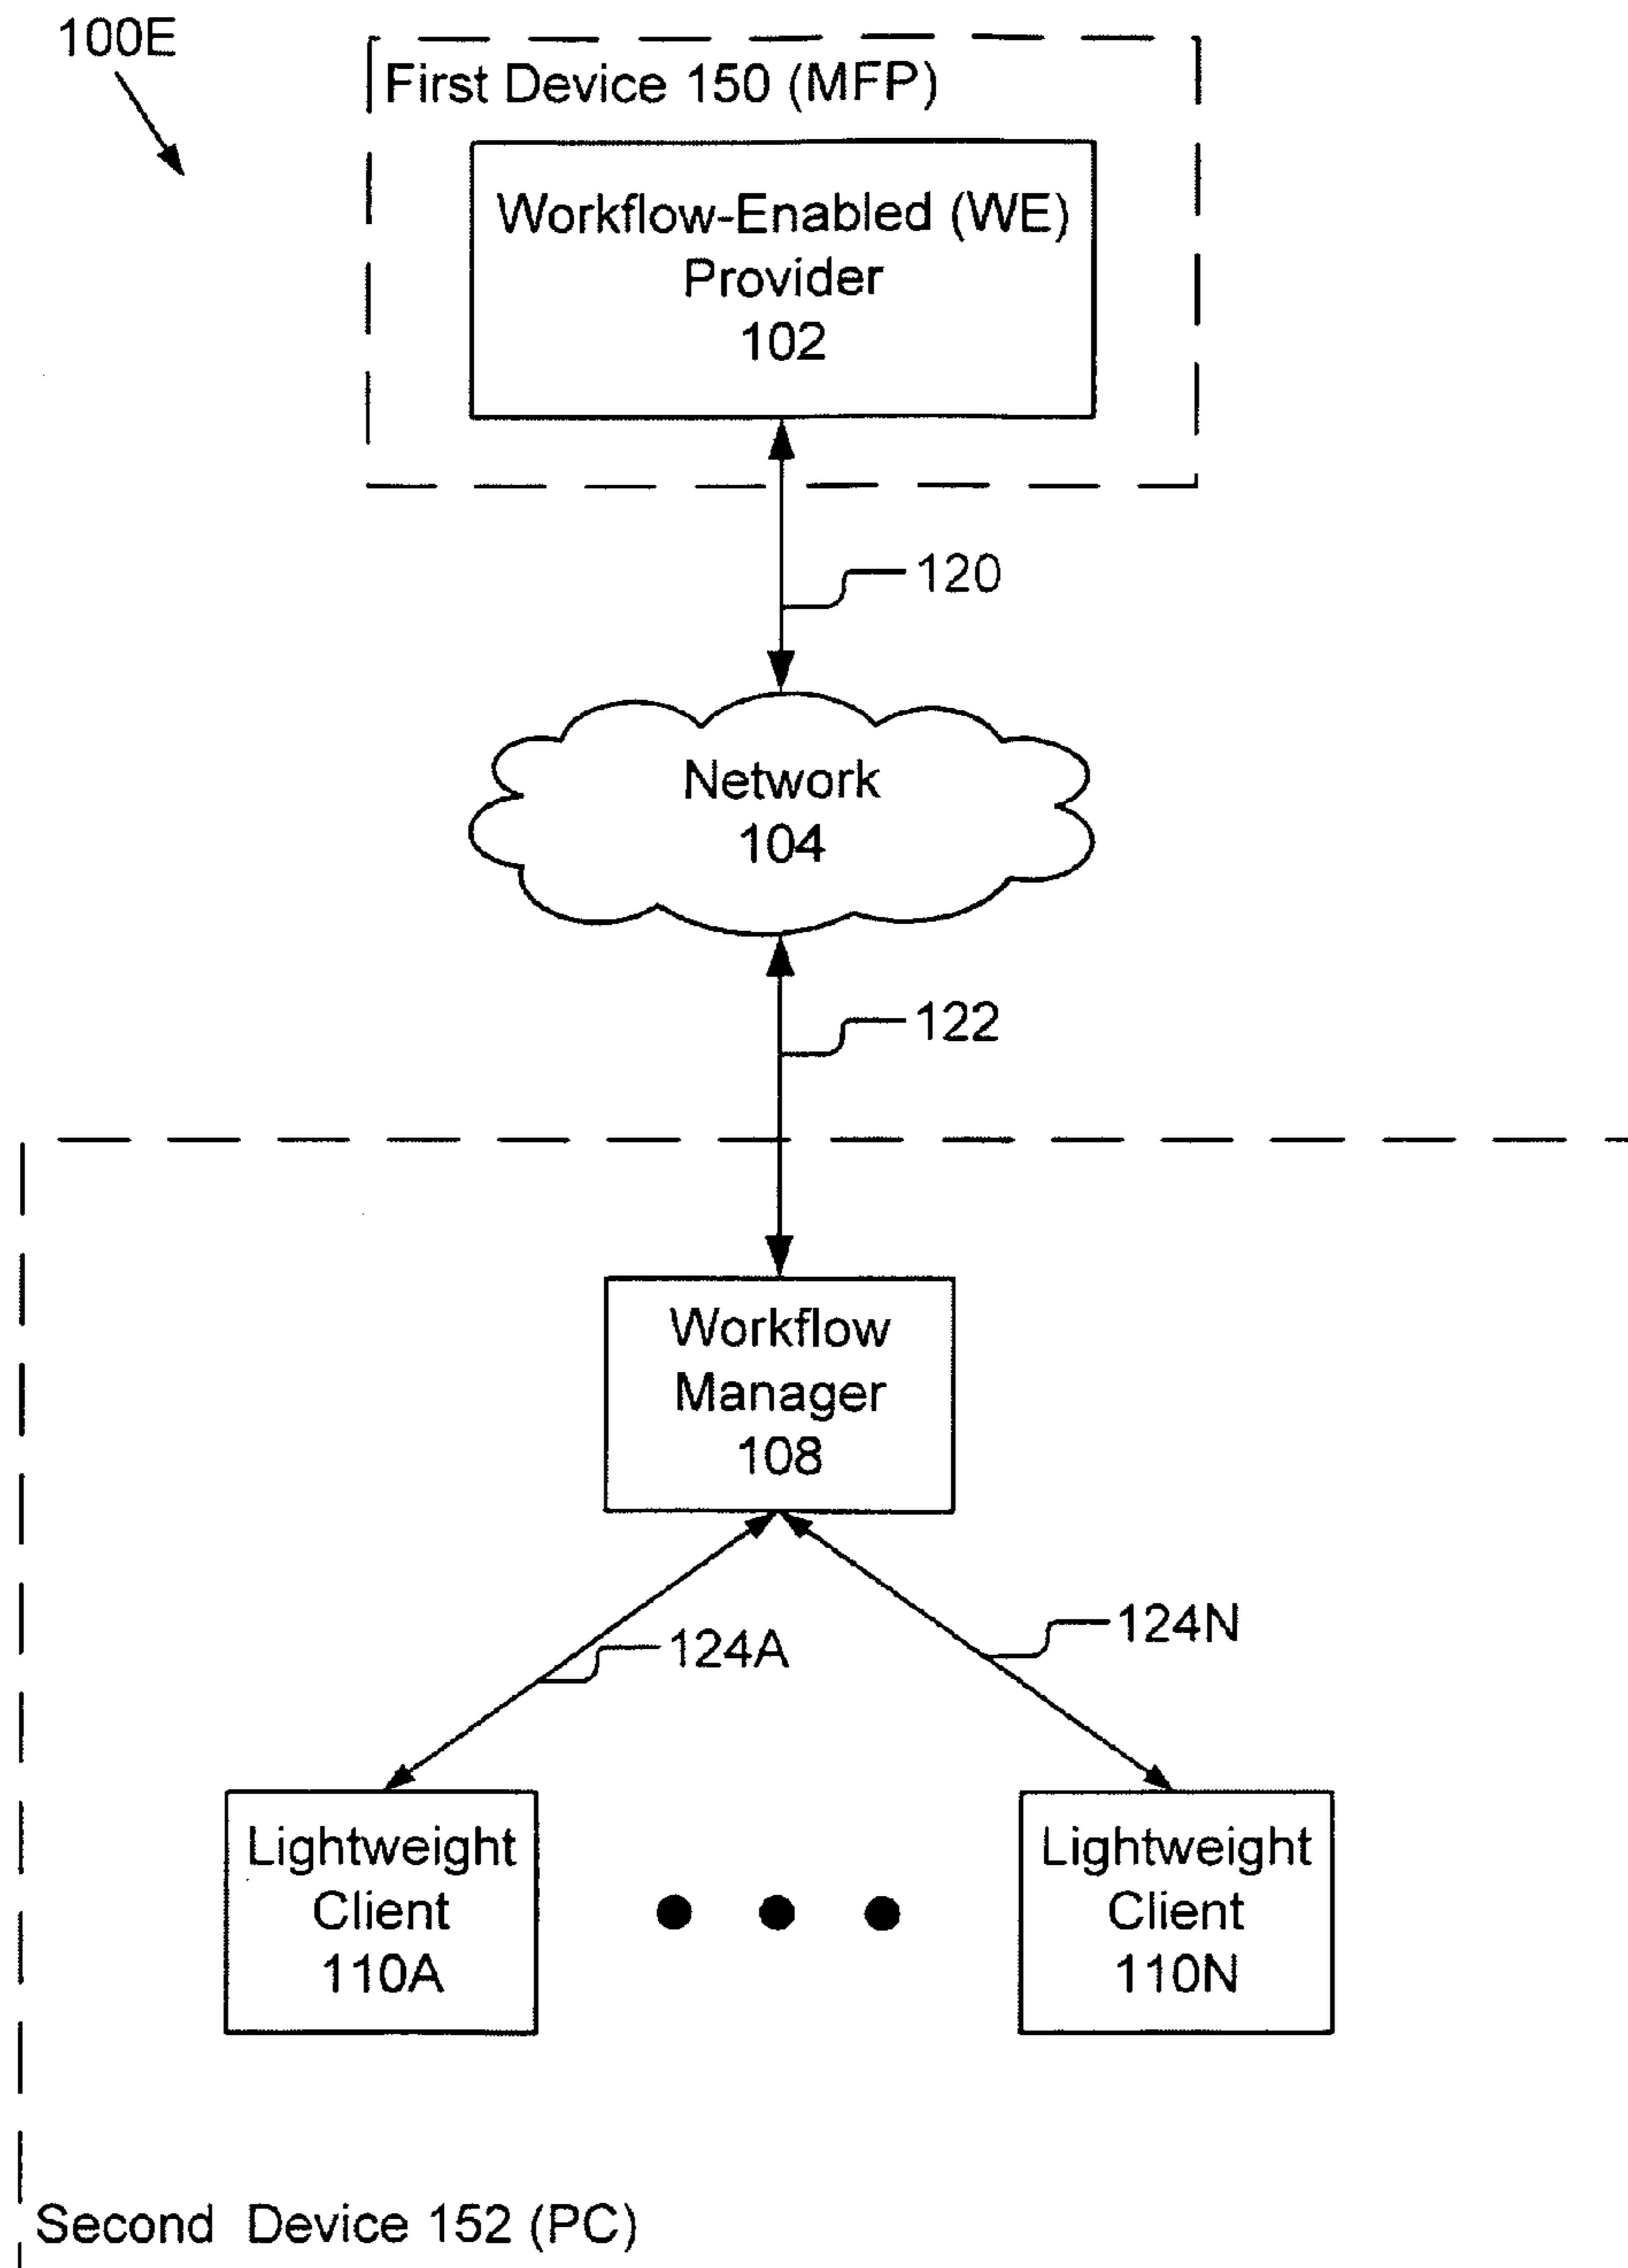 100E
First Device 150 (MFP)
Workflow-Enabled (WE)
Provider
102
120
Network
104
122
Workflow
Manager
108
124A
124N
Lightweight
Client
110A
Lightweight
Client
110N
Second Device 152 (PC)